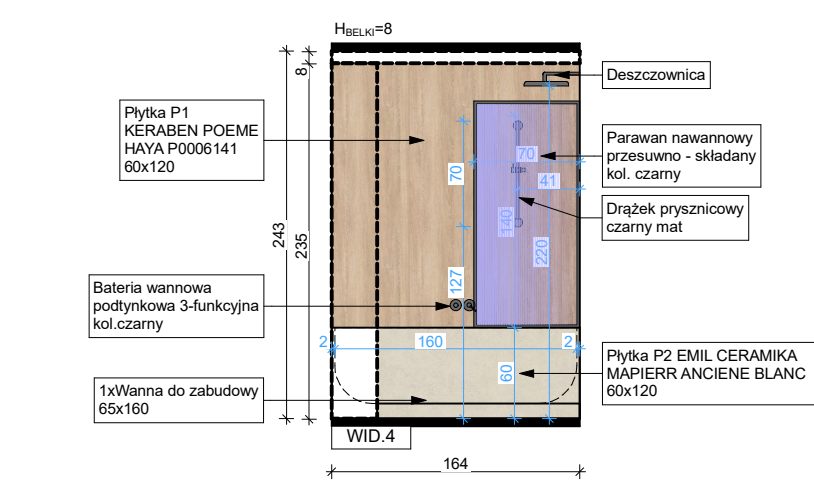 HBELKI=8
8
Deszczownica
Płytka P1
KERABEN POEME
HAYA P0006141
60x120
Parawan nawannowy
przesuwno - składany
kol. czarny
70
70
41
Drążek prysznicowy
czarny mat
140
220
243
235
127
Bateria wannowa
podtynkowa 3-funkcyjna
kol.czarny
2
160
2
60
Płytka P2 EMIL CERAMIKA
MAPIERR ANCIENE BLANC
60x120
1xWanna do zabudowy
65x160
WID.4
164